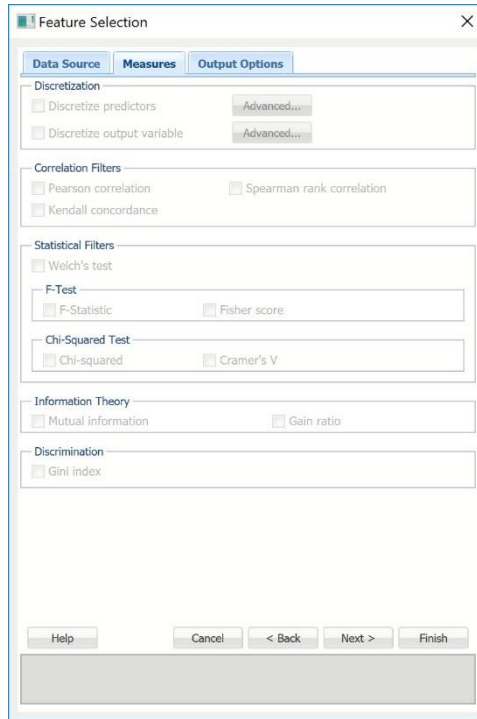 Feature Selection
Data Source Measures Output Options
Discretization
Discretize predictors Advanced...
Discretize output variable Advanced...
Correlation Filters
Pearson correlation Spearman rank correlation
Kendall concordance
Statistical Filters
Welch's test
F-Test
F-Statistic Fisher score
Chi-Squared Test
Chi-squared Cramer's V
Information Theory
Mutual information Gain ratio
Discrimination
Gini index
Help Cancel < Back Next > Finish